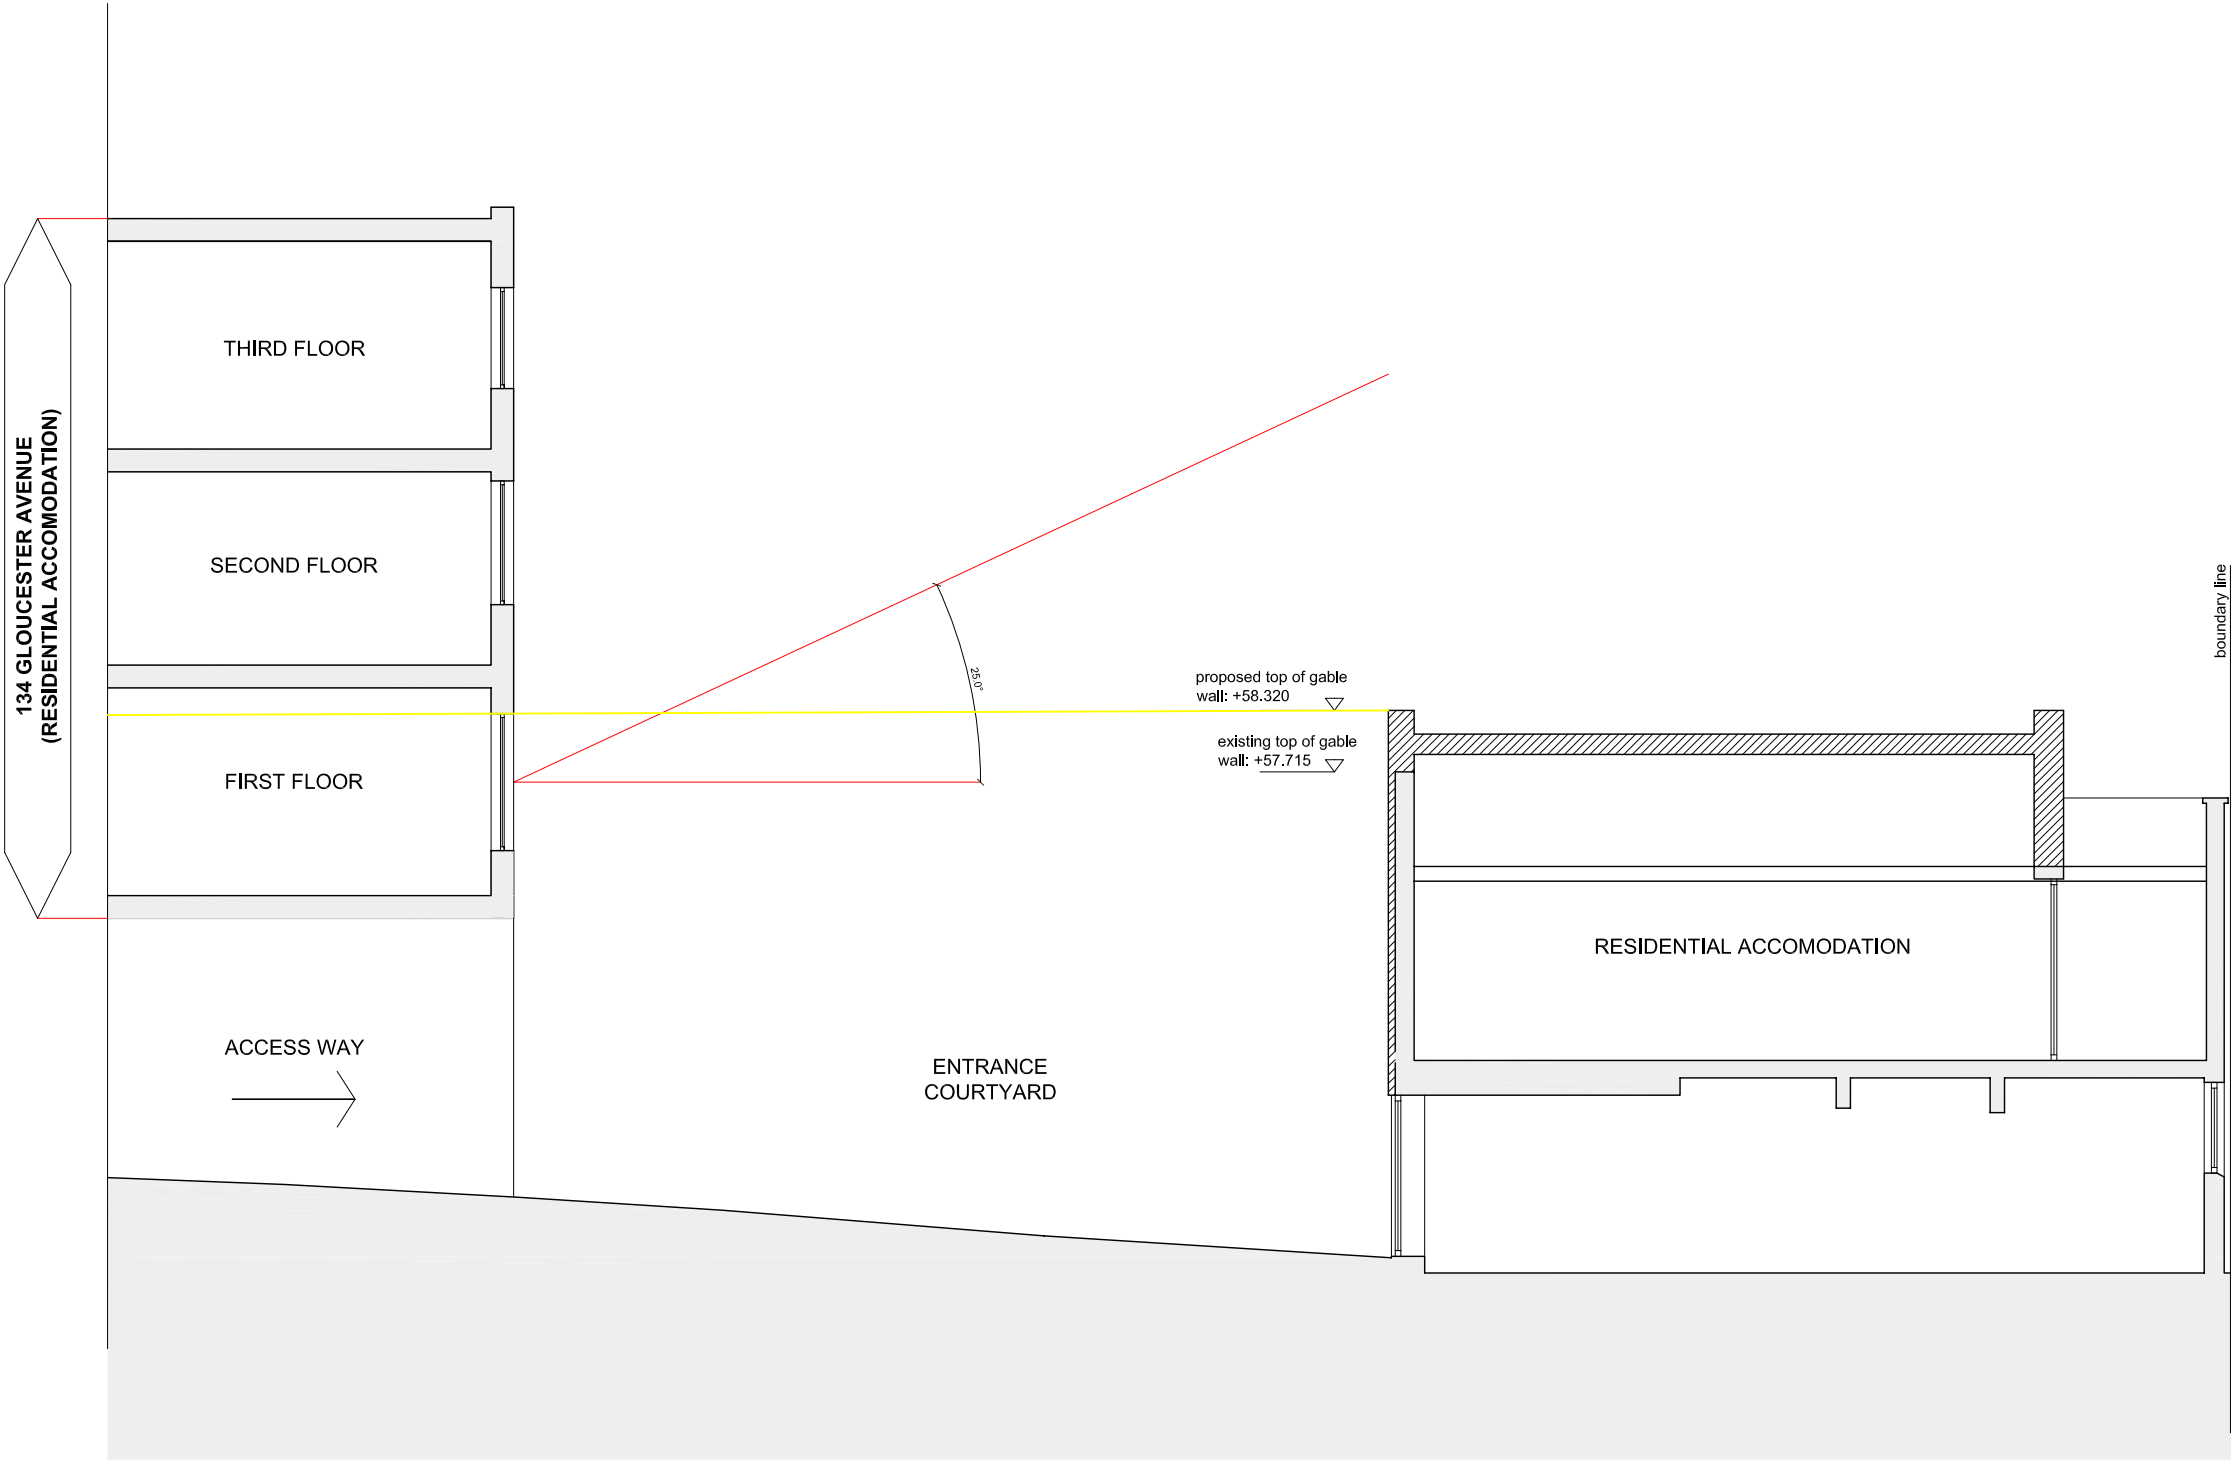 134 GLOUCESTER AVENUE
(RESIDENTIAL ACCOMODATION)
THIRD FLOOR
SECOND FLOOR
FIRST FLOOR
ACCESS WAY
25.0°
proposed top of gable
wall: +58.320
existing top of gable
wall: +57.715
ENTRANCE
COURTYARD
RESIDENTIAL ACCOMODATION
boundary line